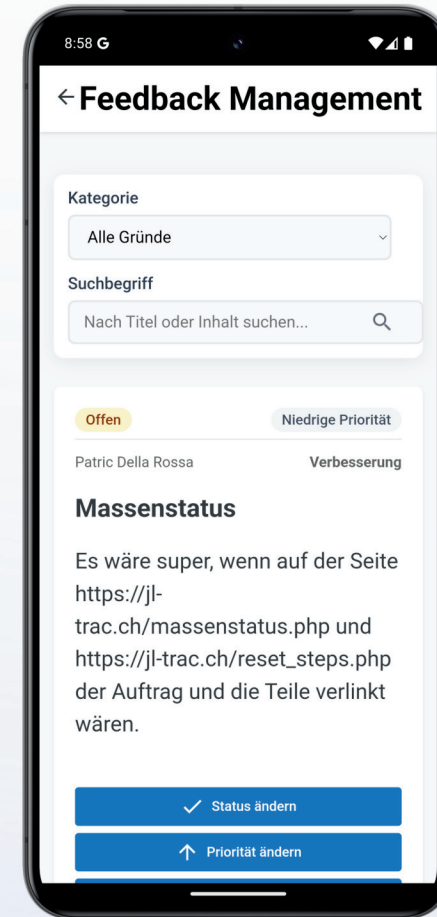 8:58 G
Feedback Management
Kategorie
Alle Gründe
Suchbegriff
Nach Titel oder Inhalt suchen...
Offen
Niedrige Priorität
Patric Della Rossa
Verbesserung
Massenstatus
Es wäre super, wenn auf der Seite
https://jl-
trac.ch/massenstatus.php und
https://jl-trac.ch/reset_steps.php
der Auftrag und die Teile verlinkt
wären.
Status ändern
Priorität ändern